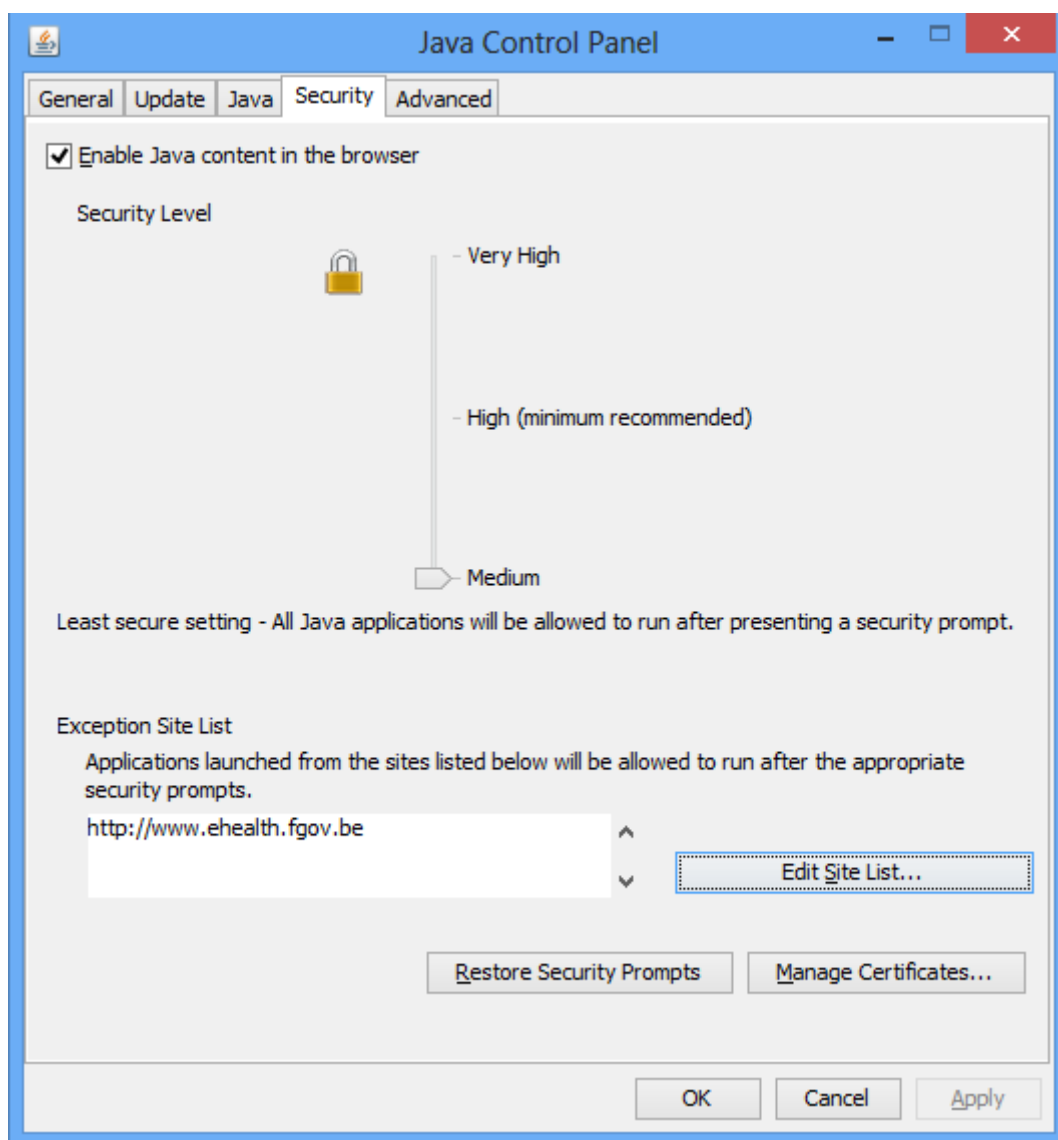 Java Control Panel
General Update Java Security Advanced
Enable Java content in the browser
Security Level
- Very High
- High (minimum recommended)
- Medium
Least secure setting - All Java applications will be allowed to run after presenting a security prompt.
Exception Site List
Applications launched from the sites listed below will be allowed to run after the appropriate
security prompts.
http://www.ehealth.fgov.be
Edit Site List...
Restore Security Prompts Manage Certificates...
OK Cancel Apply